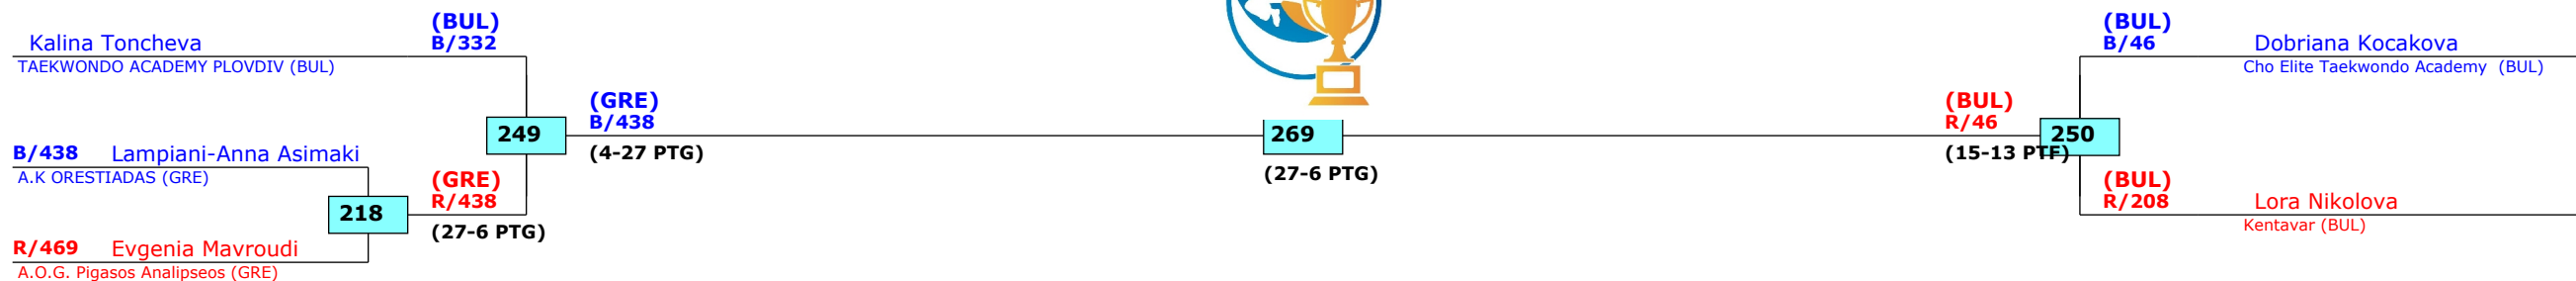 (BUL)
B/332
Kalina Toncheva
TAEKWONDO ACADEMY PLOVDIV (BUL)
249
(GRE)
B/438
(4-27 PTG)
B/438 Lampiani-Anna Asimaki
A.K ORESTIADAS (GRE)
218
(GRE)
R/438
(27-6 PTG)
R/469 Evgenia Mavroudi
A.O.G. Pigasos Analipseos (GRE)
269
(27-6 PTG)
(BUL)
R/46
(15-13 PTF)
250
(BUL)
B/46
Dobriana Kocakova
Cho Elite Taekwondo Academy (BUL)
(BUL)
R/208
Lora Nikolova
Kentavar (BUL)